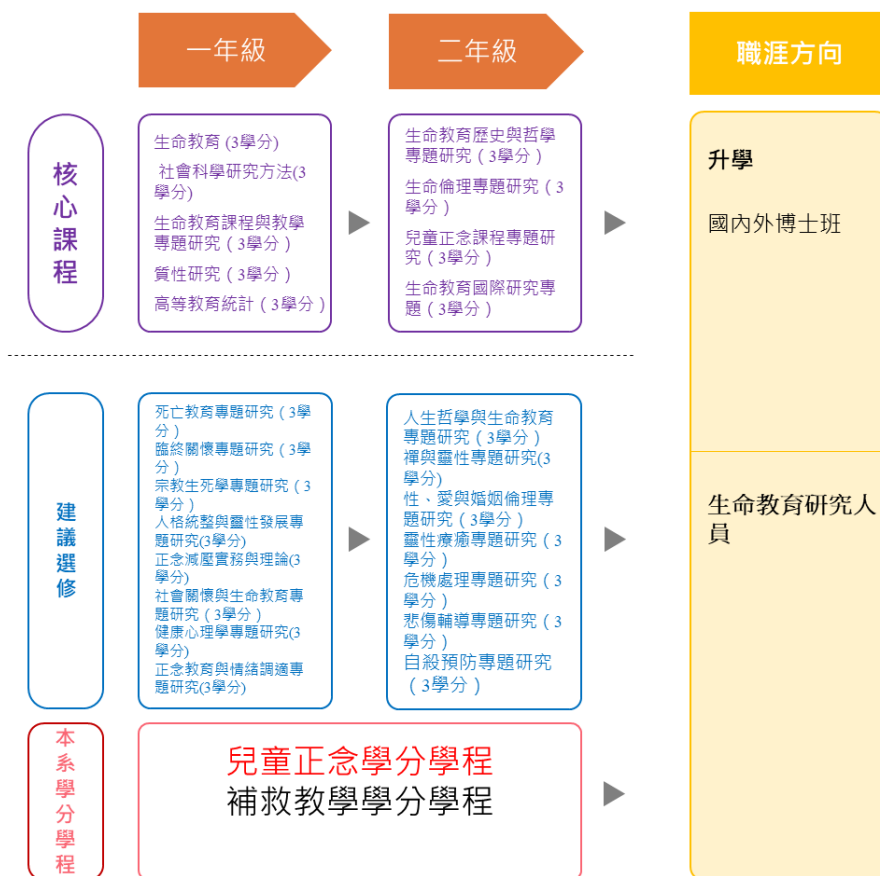 一年級
二年級
職涯方向
核
心
課
程
生命教育 (3學分)
社會科學研究方法(3
學分)
生命教育課程與教學
專題研究（3學分）
質性研究（3學分）
高等教育統計（3學分）
生命教育歷史與哲學
專題研究（3學分）
生命倫理專題研究（3
學分）
兒童正念課程專題研
究（3學分）
生命教育國際研究專
題（3學分）
升學
國內外博士班
建
議
選
修
死亡教育專題研究（3學
分）
臨終關懷專題研究（3學
分）
宗教生死學專題研究（3
學分）
人格統整與靈性發展專
題研究(3學分)
正念減壓實務與理論(3
學分)
社會關懷與生命教育專
題研究（3學分）
健康心理學專題研究(3
學分)
正念教育與情緒調適專
題研究(3學分)
人生哲學與生命教育
專題研究（3學分）
禪與靈性專題研究(3
學分)
性、愛與婚姻倫理專
題研究（3學分）
靈性療癒專題研究（3
學分）
危機處理專題研究（3
學分）
悲傷輔導專題研究（3
學分）
自殺預防專題研究
（3學分）
生命教育研究人
員
本
系
學
分
學
程
兒童正念學分學程
補救教學學分學程